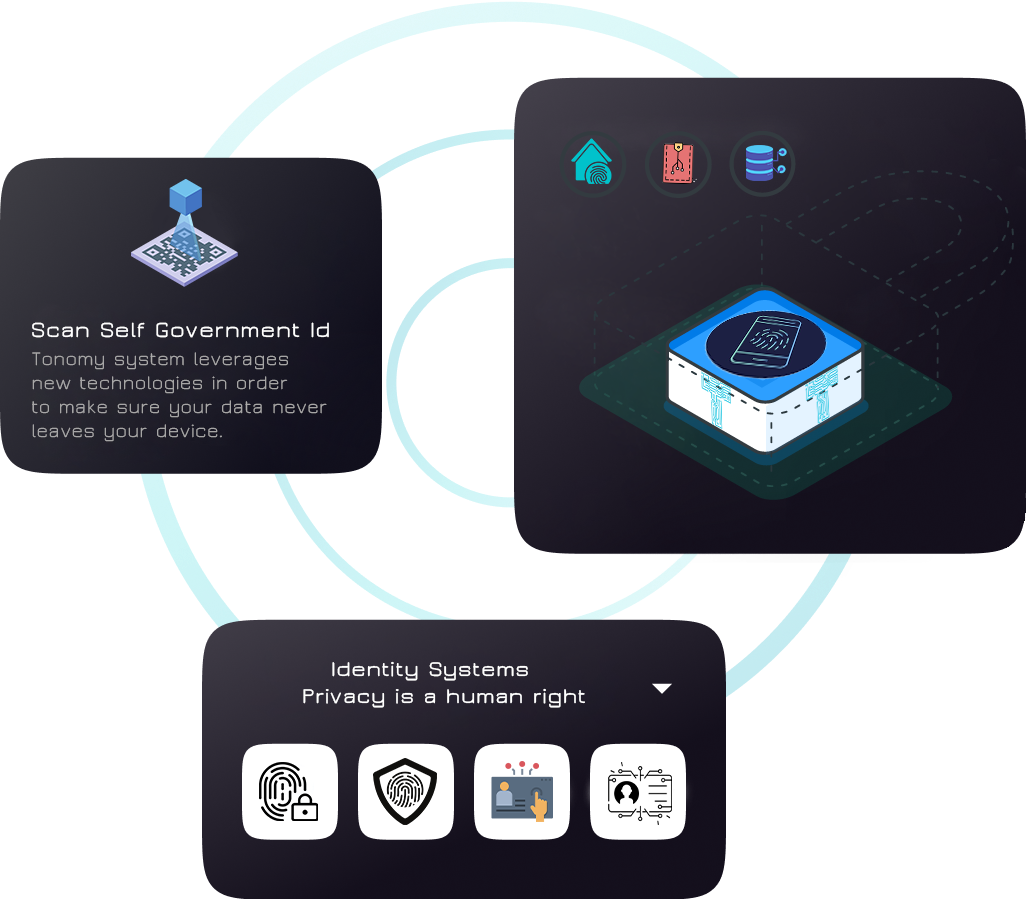 Scan Self Government Id
Tonomy system leverages
new technologies in order
to make sure your data never
leaves your device.
Identity Systems
Privacy is a human right